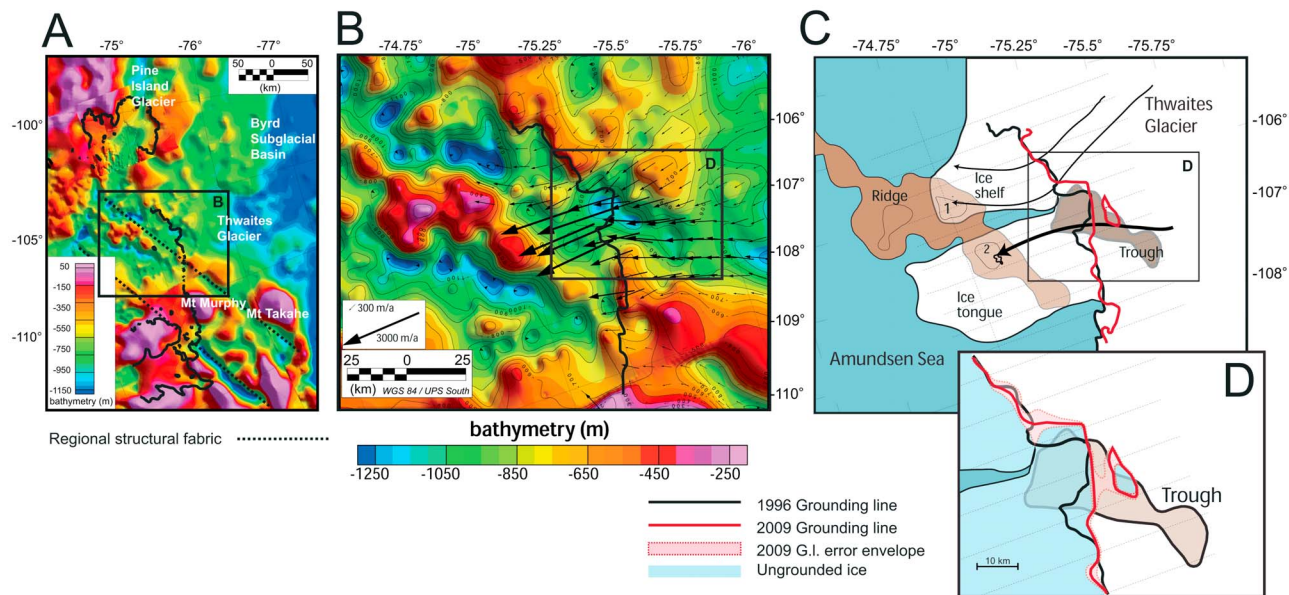 A
-75°
-76°
-77°
Pine
Island
Glacier
50 0 50
(km)
-100°
Byrd
Subglacial
Basin
B
Thwaites
Glacier
-105°
50
-150
-350
-550
-750
-950
-1150
bathymetry (m)
Mt Murphy
Mt Takahe
-110°
Regional structural fabric
B
-74.75°
-75°
-75.25°
-75.5°
-75.75°
-76°
-106°
-107°
-108°
-109°
-110°
D
300 m/a
3000 m/a
25 0 25
(km)
WGS 84 / UPS South
bathymetry (m)
-1250 -1050 -850 -650 -450 -250
C
-74.75°
-75°
-75.25°
-75.5°
-75.75°
Thwaites
Glacier
-106°
D
Ice
shelf
Ridge
1
-107°
2
Trough
-108°
Ice
tongue
Amundsen Sea
D
Trough
10 km
1996 Grounding line
2009 Grounding line
2009 G.l. error envelope
Ungrounded ice